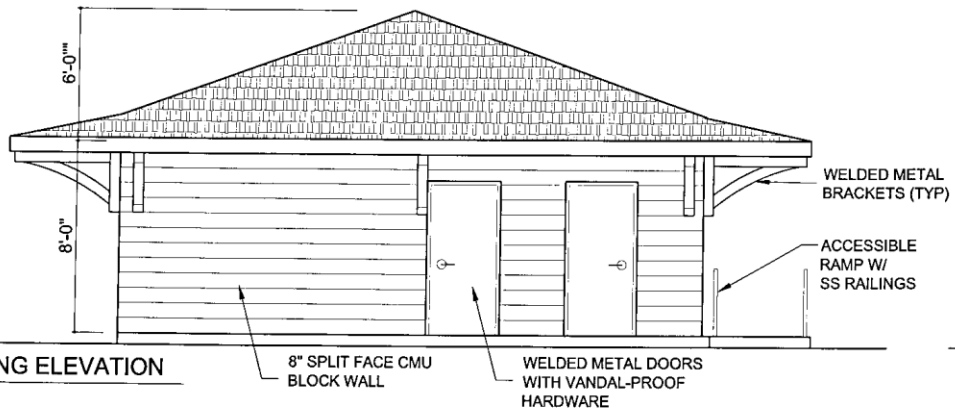 6'-0""
8'-0"
WELDED METAL
BRACKETS (TYP)
ACCESSIBLE
RAMP W/
SS RAILINGS
NG ELEVATION
8" SPLIT FACE CMU
BLOCK WALL
WELDED METAL DOORS
WITH VANDAL-PROOF
HARDWARE